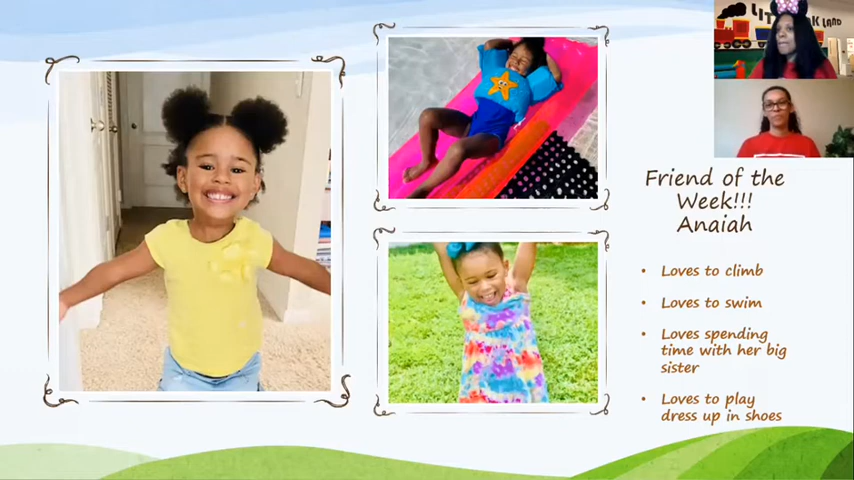 Friend of the
Week!!!
Anaiah
• Loves to climb
• Loves to swim
• Loves spending
time with her big
sister
• Loves to play
dress up in shoes